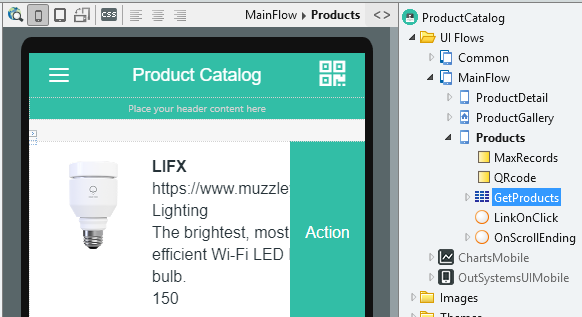 MainFlow ▸ Products
<>
CSS
Product Catalog
Place your header content here
LIFX
https://www.muzzle
Lighting
The brightest, most
efficient Wi-Fi LED
bulb.
150
Action
ProductCatalog
UI Flows
Common
MainFlow
ProductDetail
ProductGallery
Products
MaxRecords
QRcode
GetProducts
LinkOnClick
OnScrollEnding
ChartsMobile
OutSystemsUIMobile
Images